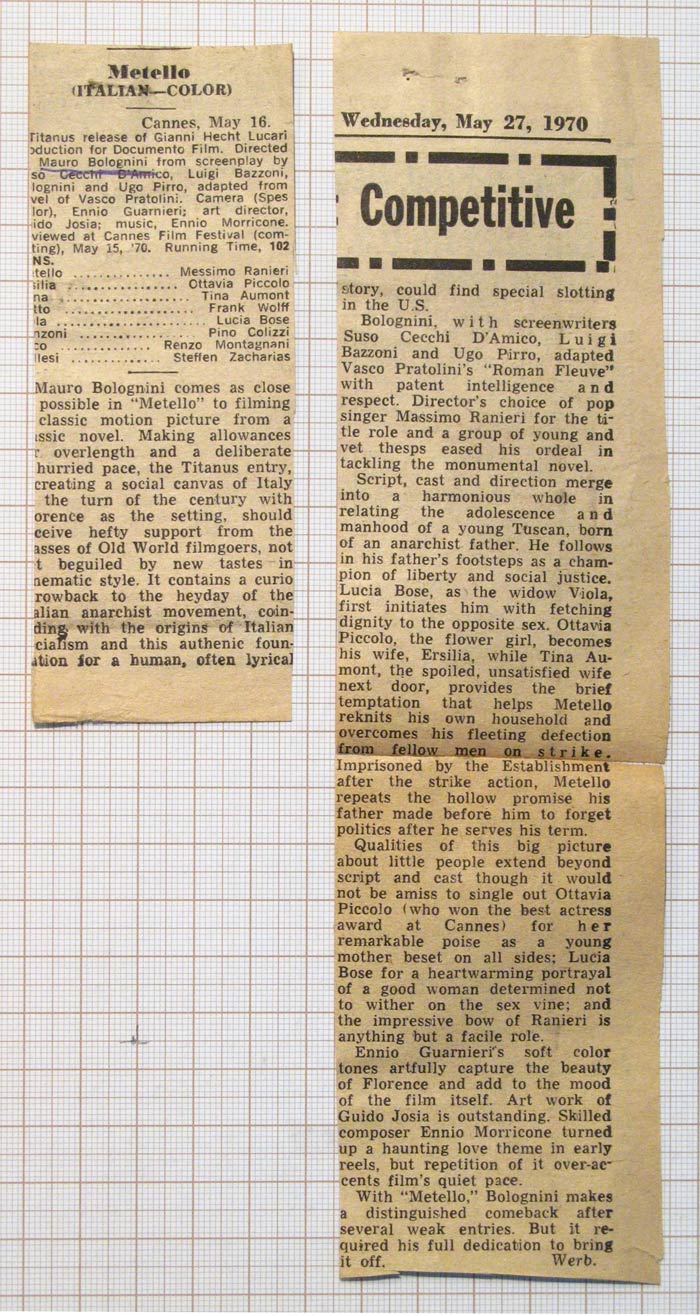 Metello
(ITALIAN—COLOR)
Cannes, May 16.
Titanus release of Gianni Hecht Lucari
oduction for Documento Film. Directed
Mauro Bolognini from screenplay by
so Cecchi D'Amico, Luigi Bazzoni,
lognini and Ugo Pirro, adapted from
vel of Vasco Pratolini. Camera (Spes
lor), Ennio Guarnieri; art director,
ido Josia; music, Ennio Morricone.
viewed at Cannes Film Festival (com-
ting), May 15, '70. Running Time, 102
NS.
tello .............. Messimo Ranieri
silia .............. Ottavia Piccolo
na .............. Tina Aumont
tto .............. Frank Wolff
la .............. Lucia Bose
nzoni .............. Pino Colizzi
co .............. Renzo Montagnani
llesi .............. Steffen Zacharias
Mauro Bolognini comes as close
possible in "Metello" to filming
classic motion picture from a
ssic novel. Making allowances
r overlength and a deliberate
hurried pace, the Titanus entry,
creating a social canvas of Italy
the turn of the century with
orence as the setting, should
ceive hefty support from the
asses of Old World filmgoers, not
t beguiled by new tastes in
nematic style. It contains a curio
rowback to the heyday of the
alian anarchist movement, coin-
ding with the origins of Italian
cialism and this authenic foun-
ation for a human, often lyrical
Wednesday, May 27, 1970
Competitive
story, could find special slotting
in the U.S.
Bolognini, with screenwriters
Suso Cecchi D'Amico, Luigi
Bazzoni and Ugo Pirro, adapted
Vasco Pratolini's "Roman Fleuve"
with patent intelligence and
respect. Director's choice of pop
singer Massimo Ranieri for the ti-
tle role and a group of young and
vet thesps eased his ordeal in
tackling the monumental novel.
Script, cast and direction merge
into a harmonious whole in
relating the adolescence and
manhood of a young Tuscan, born
of an anarchist father. He follows
in his father's footsteps as a cham-
pion of liberty and social justice.
Lucia Bose, as the widow Viola,
first initiates him with fetching
dignity to the opposite sex. Ottavia
Piccolo, the flower girl, becomes
his wife, Ersilia, while Tina Au-
mont, the spoiled, unsatisfied wife
next door, provides the brief
temptation that helps Metello
reknits his own household and
overcomes his fleeting defection
from fellow men on strike.
Imprisoned by the Establishment
after the strike action, Metello
repeats the hollow promise his
father made before him to forget
politics after he serves his term.
Qualities of this big picture
about little people extend beyond
script and cast though it would
not be amiss to single out Ottavia
Piccolo (who won the best actress
award at Cannes) for her
remarkable poise as a young
mother beset on all sides; Lucia
Bose for a heartwarming portrayal
of a good woman determined not
to wither on the sex vine; and
the impressive bow of Ranieri is
anything but a facile role.
Ennio Guarnieri's soft color
tones artfully capture the beauty
of Florence and add to the mood
of the film itself. Art work of
Guido Josia is outstanding. Skilled
composer Ennio Morricone turned
up a haunting love theme in early
reels, but repetition of it over-ac-
cents film's quiet pace.
With "Metello," Bolognini makes
a distinguished comeback after
several weak entries. But it re-
quired his full dedication to bring
it off. Werb.